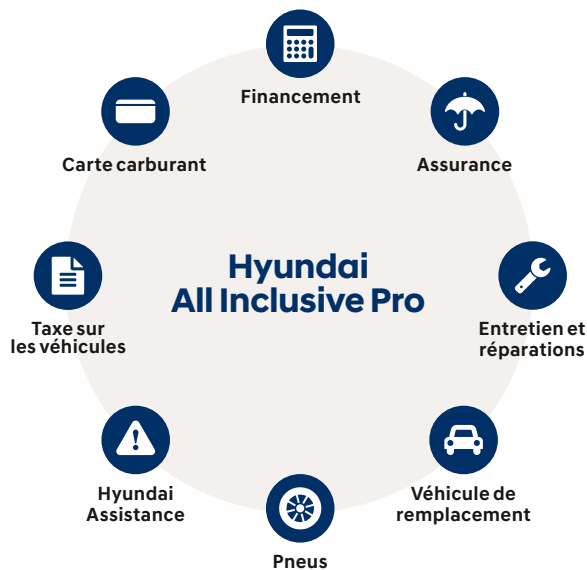 Financement
Carte carburant
Assurance
Hyundai
All Inclusive Pro
Taxe sur
les véhicules
Entretien et
réparations
Hyundai
Assistance
Véhicule de
remplacement
Pneus